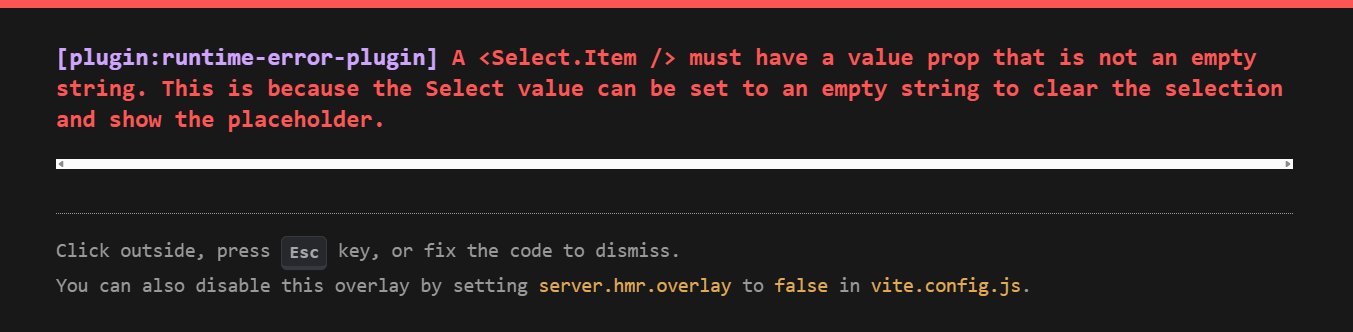 [plugin:runtime-error-plugin] A <Select.Item /> must have a value prop that is not an empty
string. This is because the Select value can be set to an empty string to clear the selection
and show the placeholder.
Click outside, press Esc key, or fix the code to dismiss.
You can also disable this overlay by setting server.hmr.overlay to false in vite.config.js.